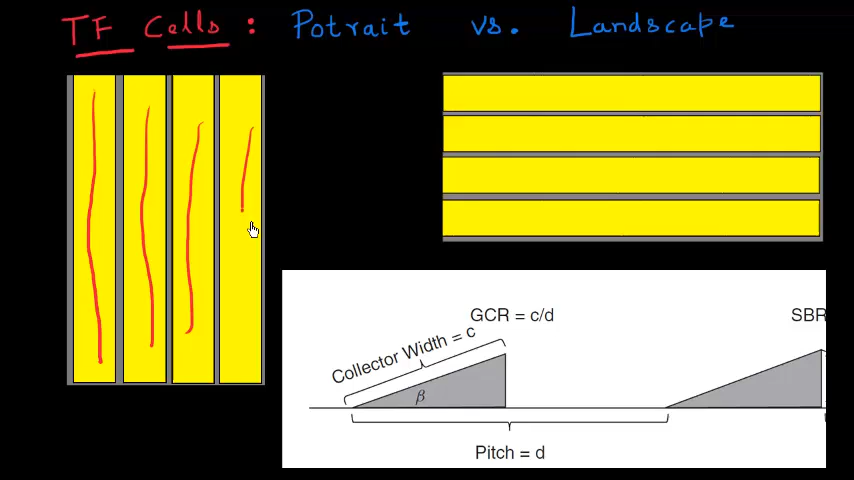 TF Cells : Potrait vs. Landscape
GCR = c/d
SBR
Collector Width = c
β
Pitch = d